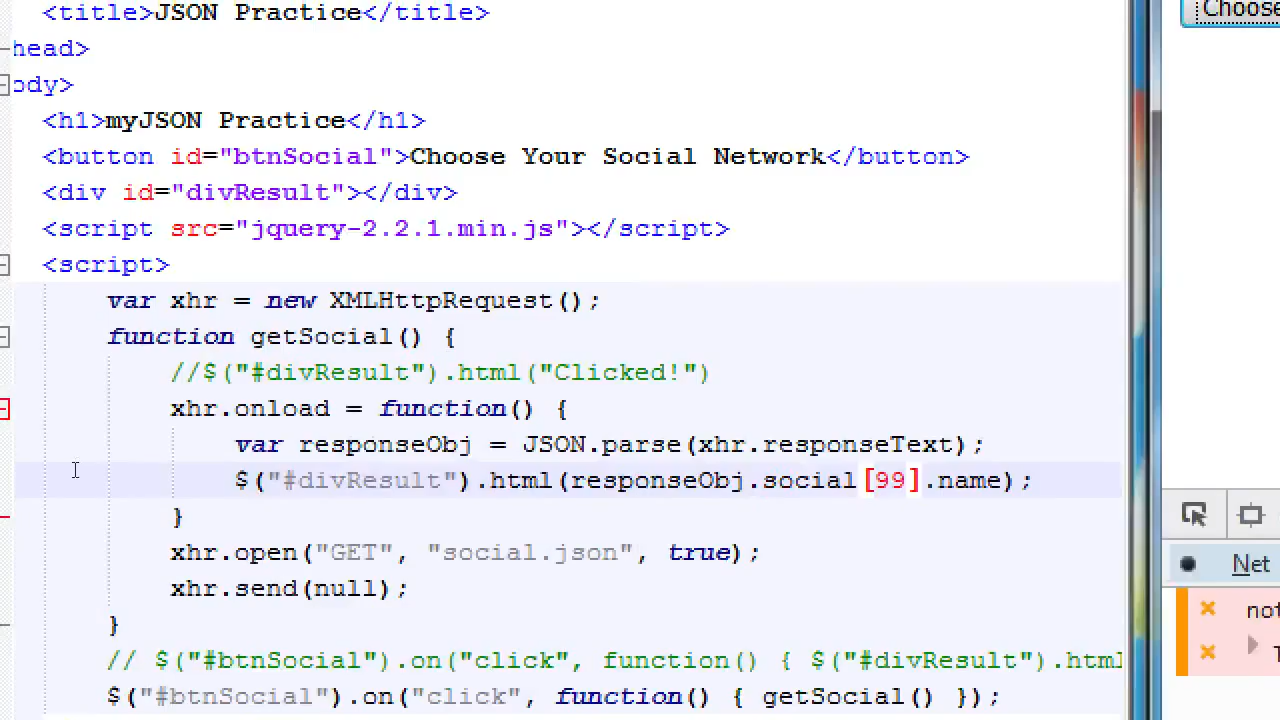 <title>JSON Practice</title>
head>
ody>
<h1>myJSON Practice</h1>
<button id="btnSocial">Choose Your Social Network</button>
<div id="divResult"></div>
<script src="jquery-2.2.1.min.js"></script>
<script>
var xhr = new XMLHttpRequest();
function getSocial() {
//$("#divResult").html("Clicked!")
xhr.onload = function() {
var responseObj = JSON.parse(xhr.responseText);
$("#divResult").html(responseObj.social[99].name);
}
xhr.open("GET", "social.json", true);
xhr.send(null);
}
// $("#btnSocial").on("click", function() { $("#divResult").html
$("#btnSocial").on("click", function() { getSocial() });
Choose
Net
not